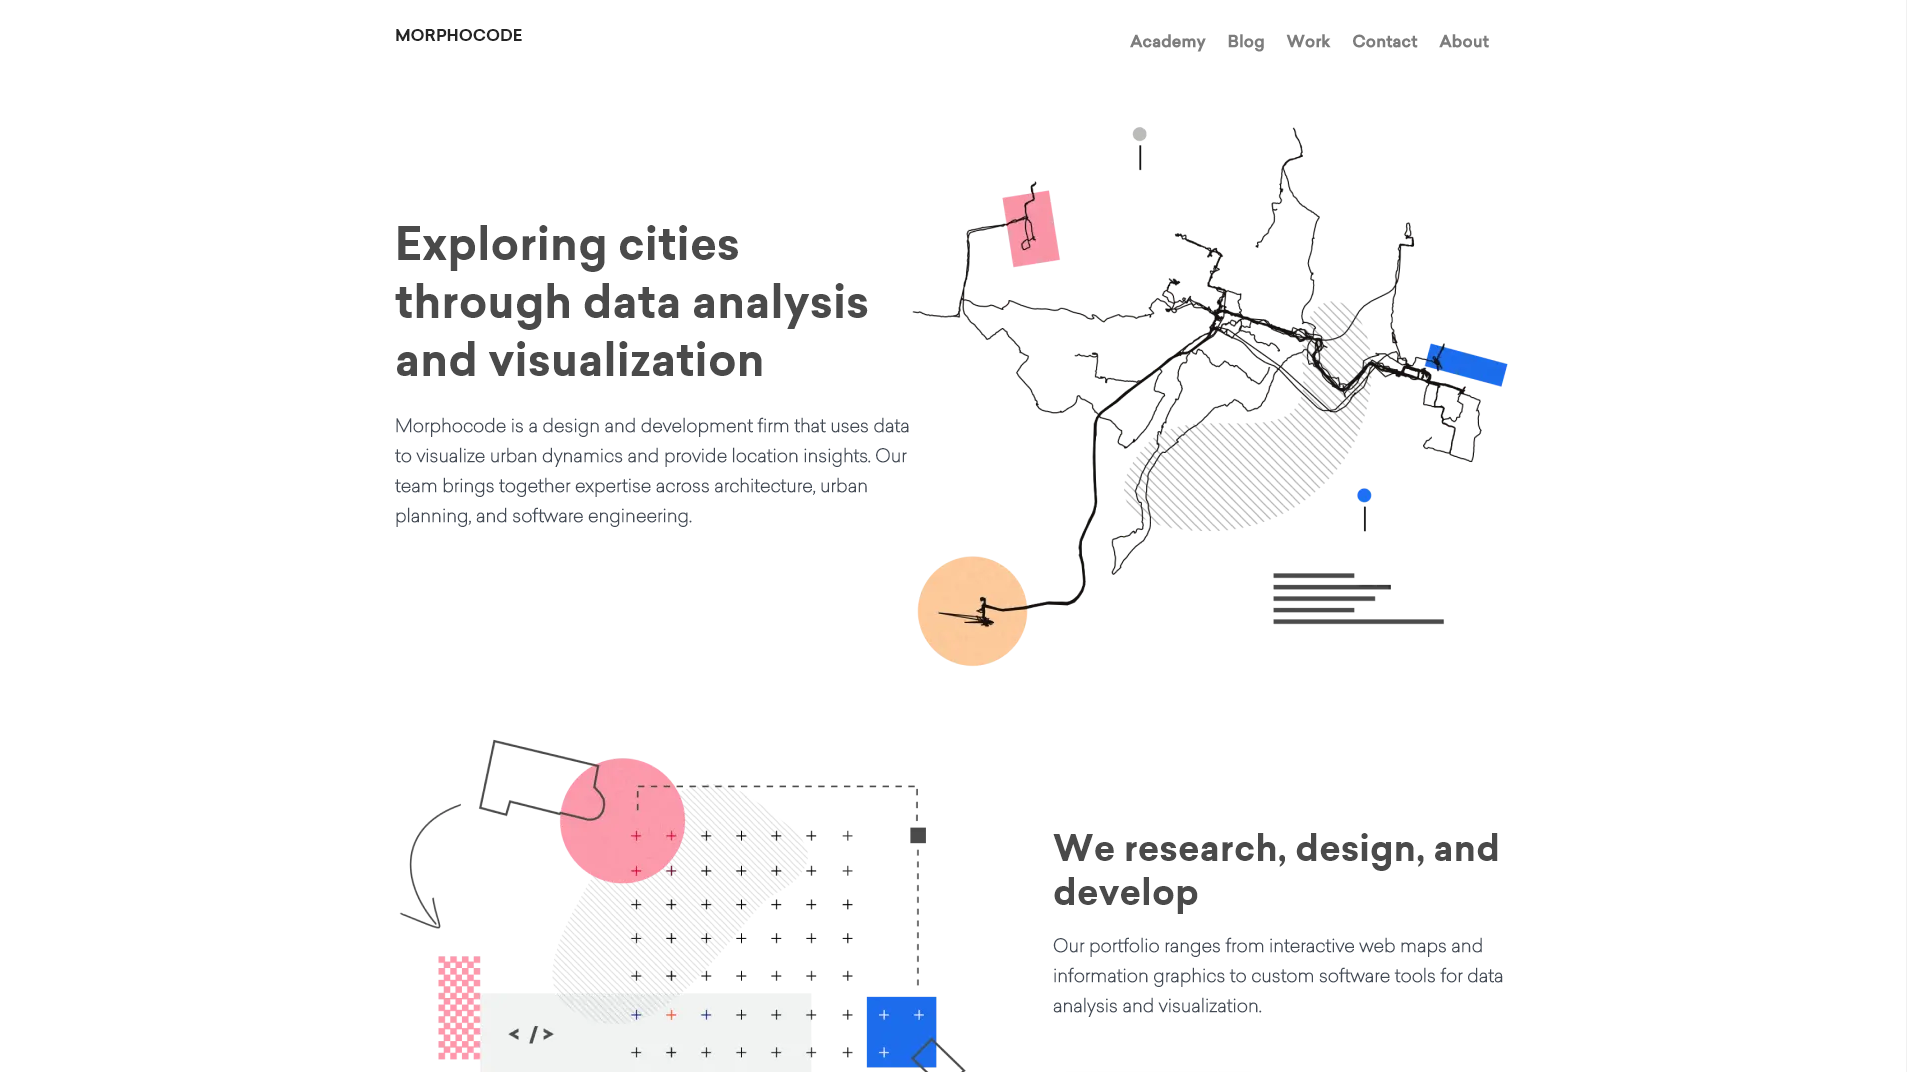 MORPHOCODE
Academy Blog Work Contact About
Exploring cities
through data analysis
and visualization
Morphocode is a design and development firm that uses data
to visualize urban dynamics and provide location insights. Our
team brings together expertise across architecture, urban
planning, and software engineering.
We research, design, and
develop
Our portfolio ranges from interactive web maps and
information graphics to custom software tools for data
analysis and visualization.
< / >